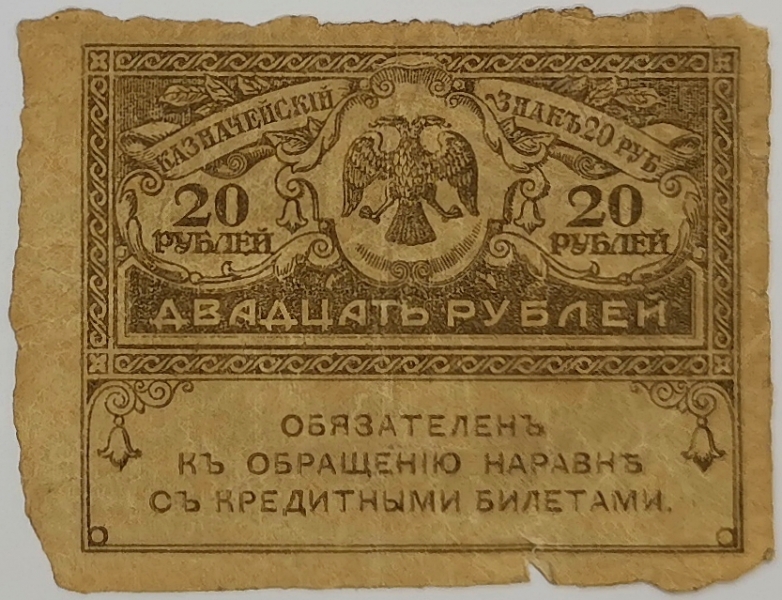 КАЗНАЧЕЙСКІЙ
ЗНАКЪ 20 РУБ.
20
РУБЛЕЙ
20
РУБЛЕЙ
ДВАДЦАТЬ РУБЛЕЙ
ОБЯЗАТЕЛЕНЪ
КЪ ОБРАЩЕНІЮ НАРАВНѢ
СЪ КРЕДИТНЫМИ БИЛЕТАМИ.